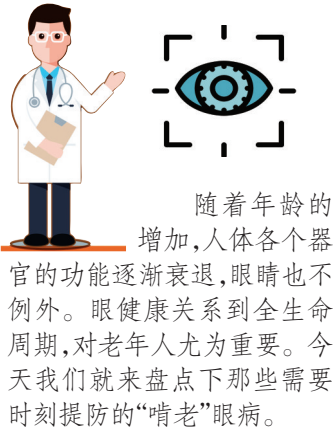 随着年龄的
增加,人体各个器
官的功能逐渐衰退,眼睛也不
例外。眼健康关系到全生命
周期,对老年人尤为重要。今
天我们就来盘点下那些需要
时刻提防的“啃老”眼病。